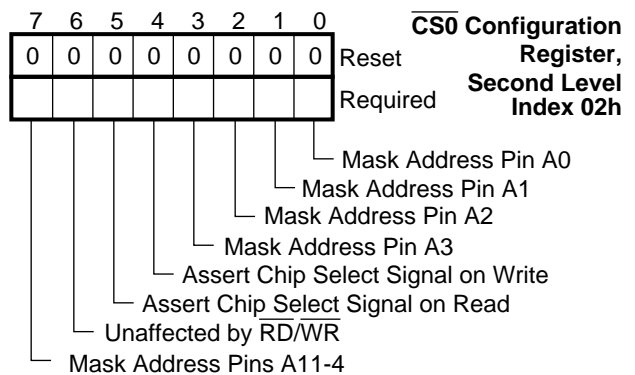 7 6 5 4 3 2 1 0
C̅S̅0̅ Configuration
Register,
Second Level
Index 02h
0 0 0 0 0 0 0 0 Reset
Required
Mask Address Pin A0
Mask Address Pin A1
Mask Address Pin A2
Mask Address Pin A3
Assert Chip Select Signal on Write
Assert Chip Select Signal on Read
Unaffected by R̅D̅/W̅R̅
Mask Address Pins A11-4